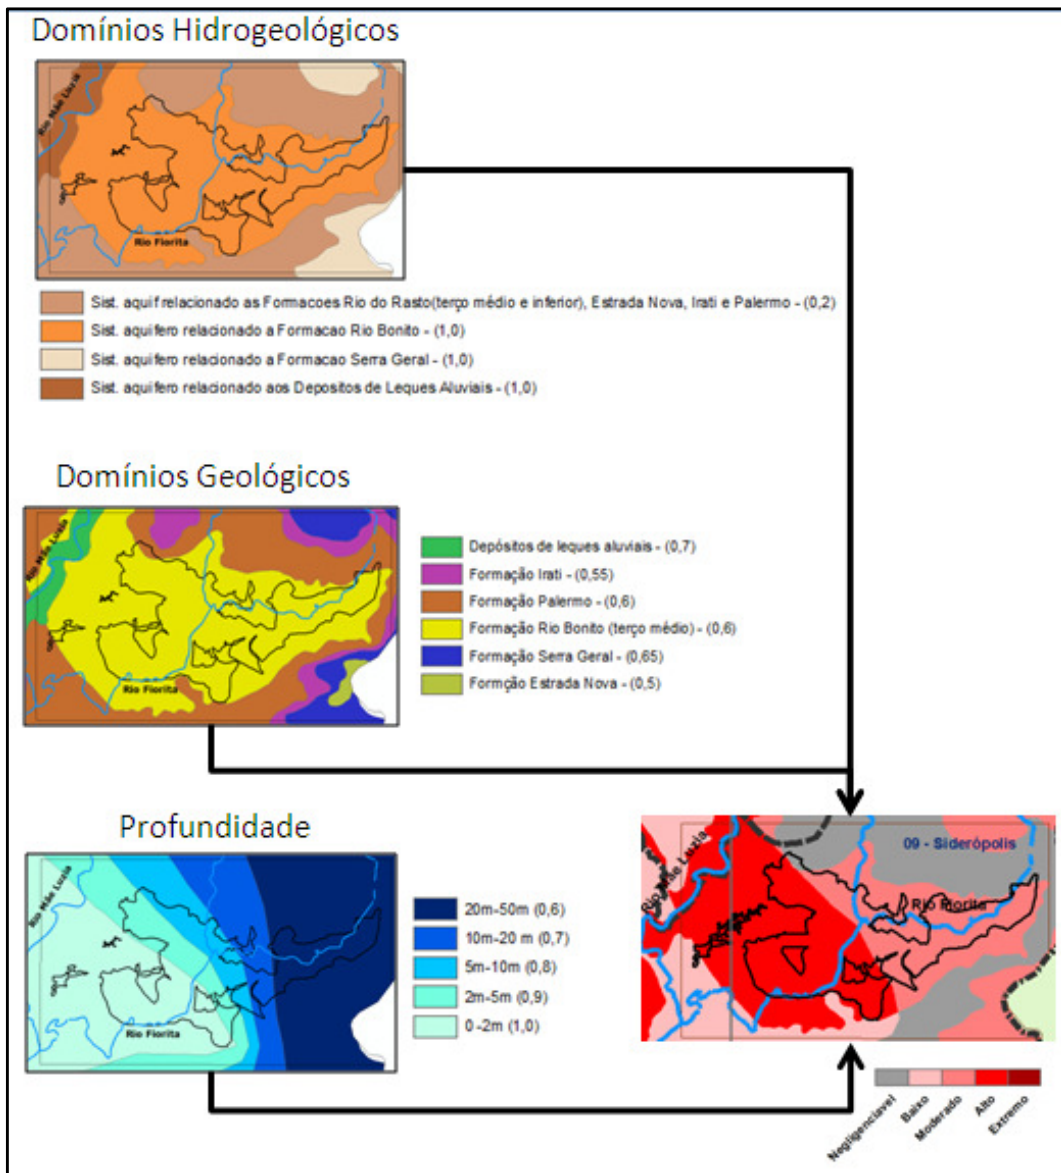 Domínios Hidrogeológicos
Rio Mãe Luzia
Rio Fiorita
Sist. aquif relacionado as Formacoes Rio do Rasto(terço médio e inferior), Estrada Nova, Irati e Palermo - (0,2)
Sist. aquifero relacionado a Formacao Rio Bonito - (1,0)
Sist. aquifero relacionado a Formacao Serra Geral - (1,0)
Sist. aquifero relacionado aos Depositos de Leques Aluviais - (1,0)
Domínios Geológicos
Rio Mãe Luzia
Rio Fiorita
Depósitos de leques aluviais - (0,7)
Formação Irati - (0,55)
Formação Palermo - (0,6)
Formação Rio Bonito (terço médio) - (0,6)
Formação Serra Geral - (0,65)
Formção Estrada Nova - (0,5)
Profundidade
Rio Mãe Luzia
Rio Fiorita
20m-50m (0,6)
10m-20 m (0,7)
5m-10m (0,8)
2m-5m (0,9)
0-2m (1,0)
09 - Siderópolis
Rio Mãe Luzia
Rio Fiorita
Negligenciavel
Baixo
Moderado
Alto
Extremo